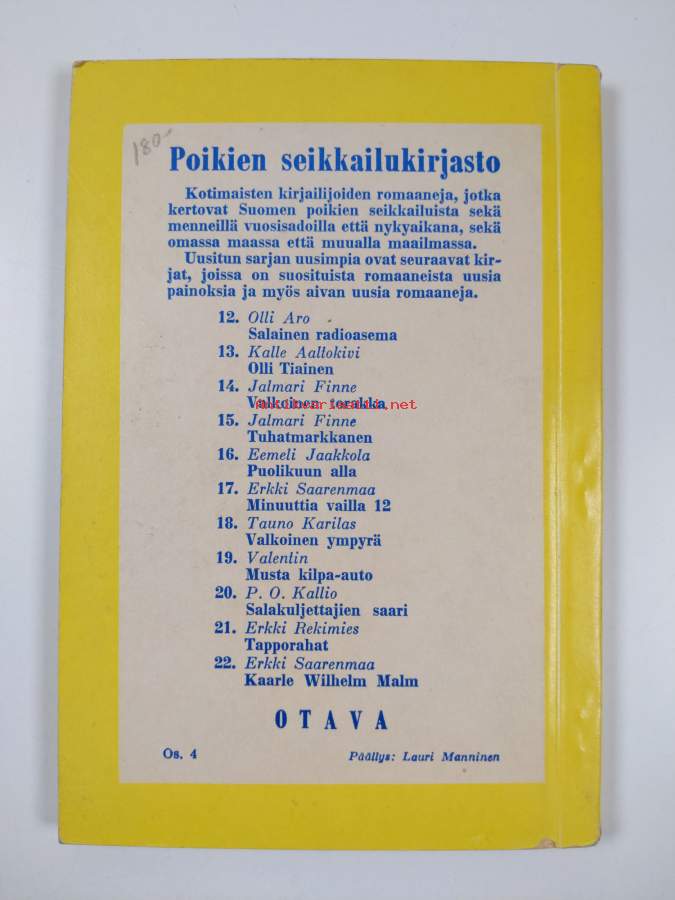 180-
Poikien seikkailukirjasto
Kotimaisten kirjailijoiden romaaneja, jotka
kertovat Suomen poikien seikkailuista sekä
menneillä vuosisadoilla että nykyaikana, sekä
omassa maassa että muualla maailmassa.
Uusitun sarjan uusimpia ovat seuraavat kir-
jat, joissa on suosituista romaaneista uusia
painoksia ja myös aivan uusia romaaneja.
12. Olli Aro
Salainen radioasema
13. Kalle Aaltokivi
Olli Tiainen
14. Jalmari Finne
Valkoinen torakka
antikvariaatti.net
15. Jalmari Finne
Tuhatmarkkanen
16. Eemeli Jaakkola
Puolikuun alla
17. Erkki Saarenmaa
Minuuttia vailla 12
18. Tauno Karilas
Valkoinen ympyrä
19. Valentin
Musta kilpa-auto
20. P. O. Kallio
Salakuljettajien saari
21. Erkki Rekimies
Tapporahat
22. Erkki Saarenmaa
Kaarle Wilhelm Malm
OTAVA
Os. 4 Päällys: Lauri Manninen